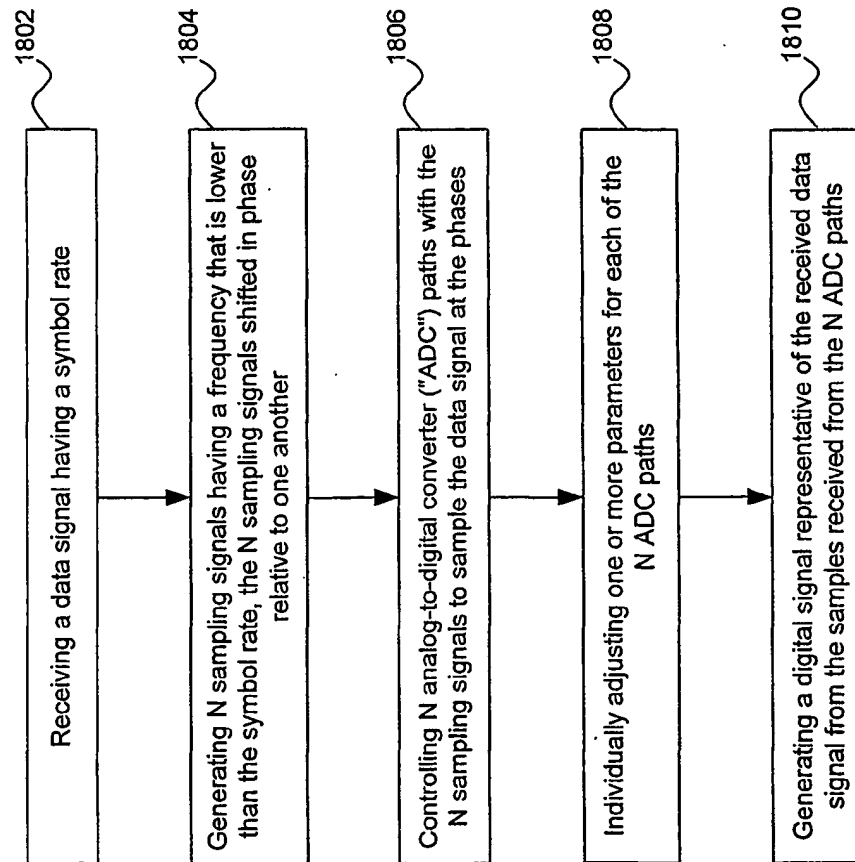 1802
Receiving a data signal having a symbol rate
1804
Generating N sampling signals having a frequency that is lower
than the symbol rate, the N sampling signals shifted in phase
relative to one another
1806
Controlling N analog-to-digital converter ("ADC") paths with the
N sampling signals to sample the data signal at the phases
1808
Individually adjusting one or more parameters for each of the
N ADC paths
1810
Generating a digital signal representative of the received data
signal from the samples received from the N ADC paths